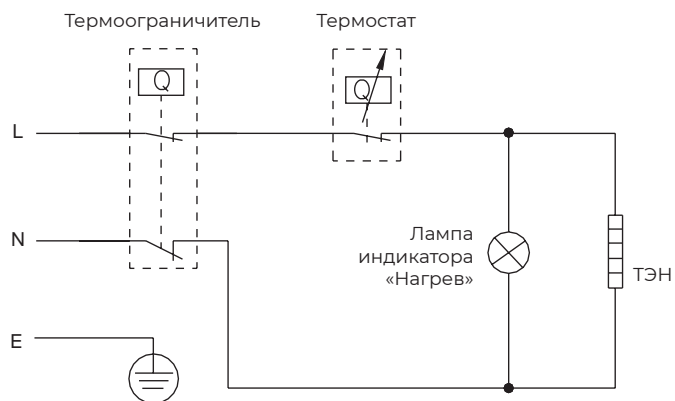 Термоограничитель
Термостат
Q
Q
L
N
Лампа
индикатора
«Нагрев»
ТЭН
E